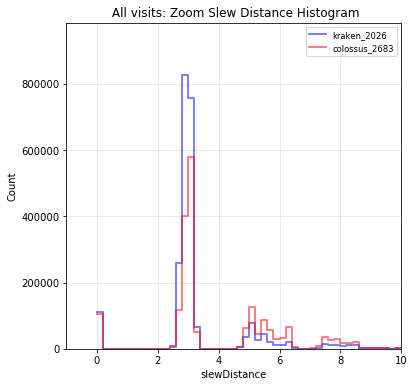 All visits: Zoom Slew Distance Histogram
kraken_2026
colossus_2683
Count
800000
600000
400000
200000
0
0 2 4 6 8 10
slewDistance